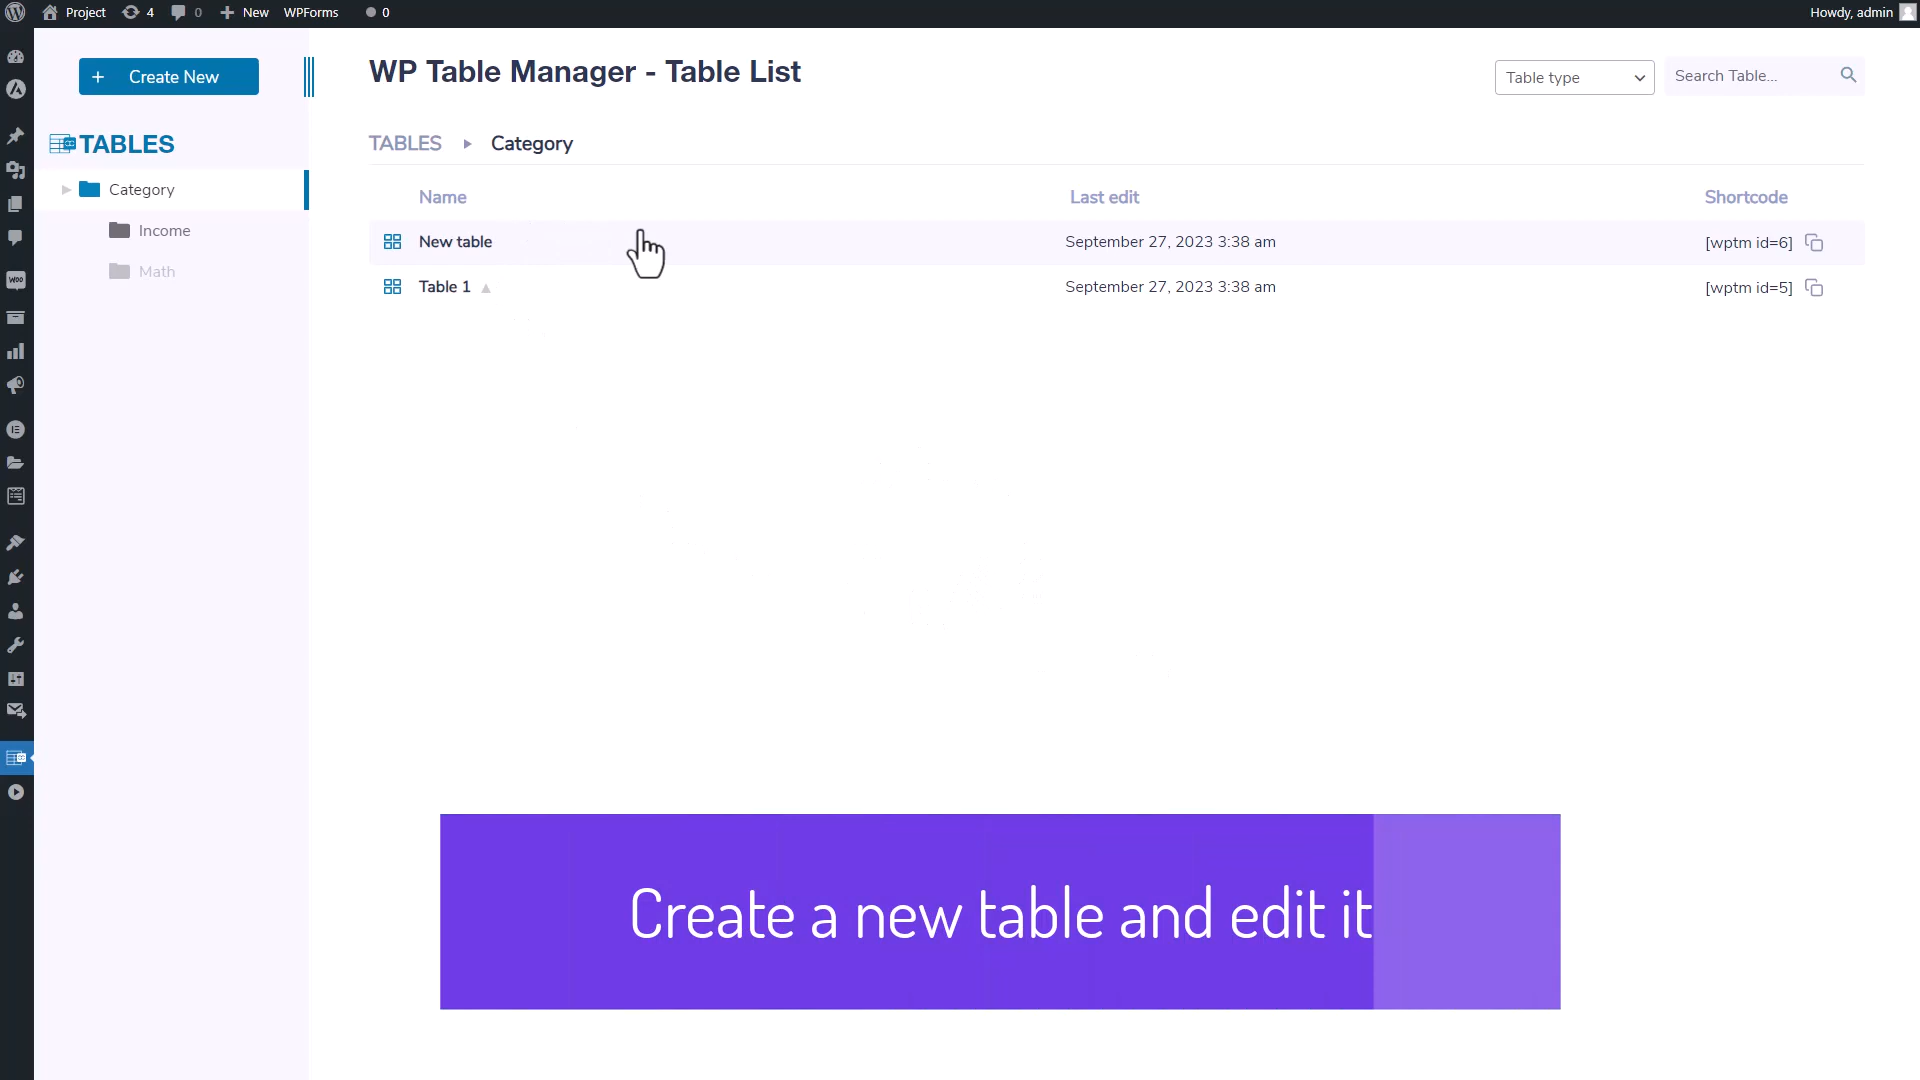 Project 4 0 New WPForms 0 Howdy, admin
Create New
WP Table Manager - Table List
Table type
Search Table...
TABLES
TABLES Category
Category
Income
Math
Name Last edit Shortcode
New table September 27, 2023 3:38 am [wptm id=6]
Table 1 September 27, 2023 3:38 am [wptm id=5]
Create a new table and edit it